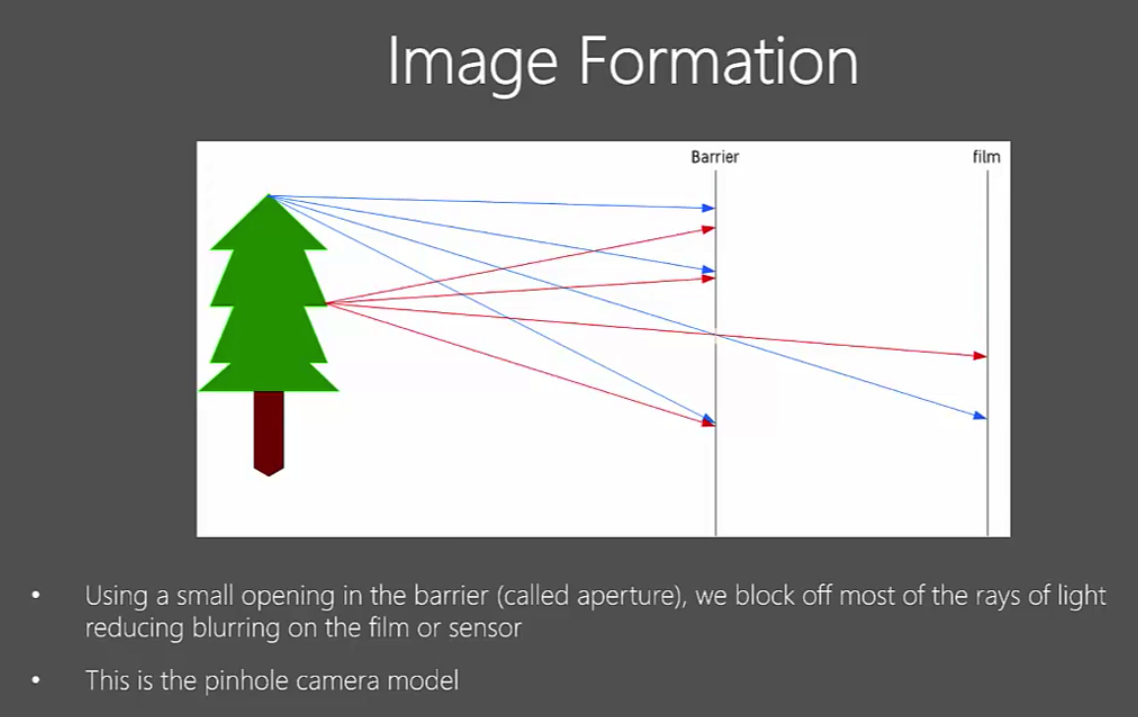 Image Formation
Barrier
film
• Using a small opening in the barrier (called aperture), we block off most of the rays of light
reducing blurring on the film or sensor
• This is the pinhole camera model